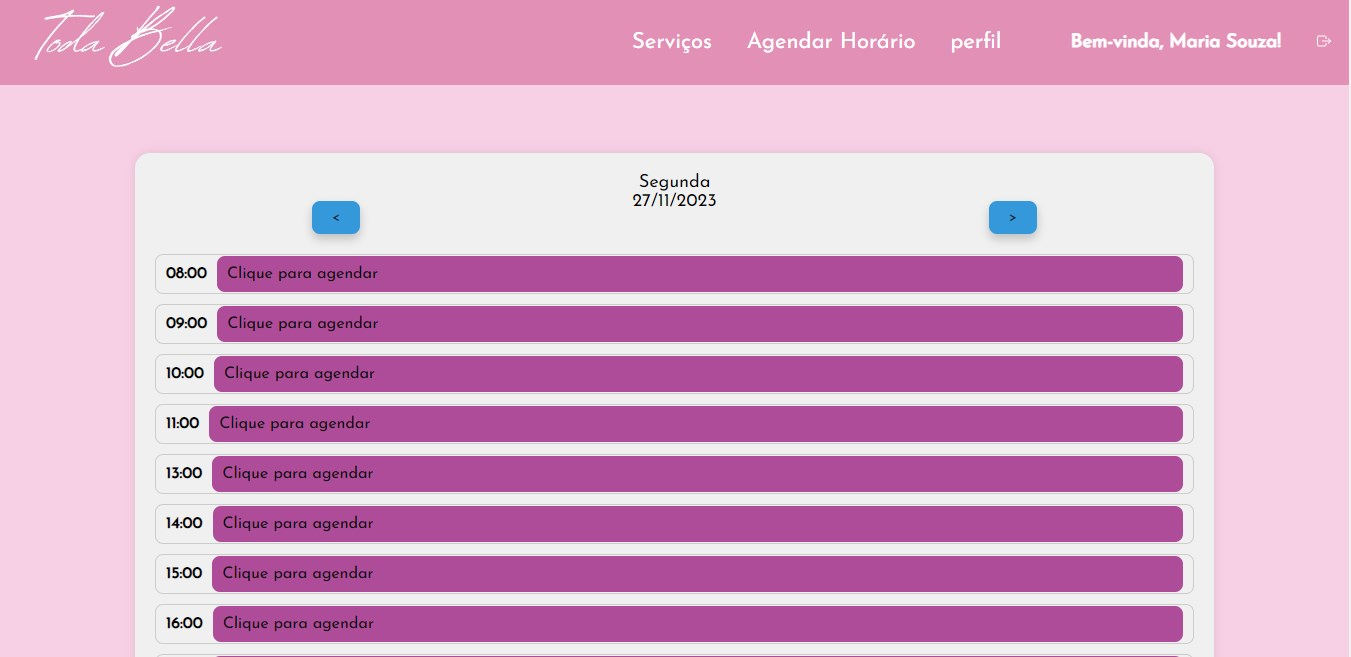 Toda Bella
Serviços Agendar Horário perfil Bem-vinda, Maria Souza!
Segunda
27/11/2023
< >
08:00 Clique para agendar
09:00 Clique para agendar
10:00 Clique para agendar
11:00 Clique para agendar
13:00 Clique para agendar
14:00 Clique para agendar
15:00 Clique para agendar
16:00 Clique para agendar